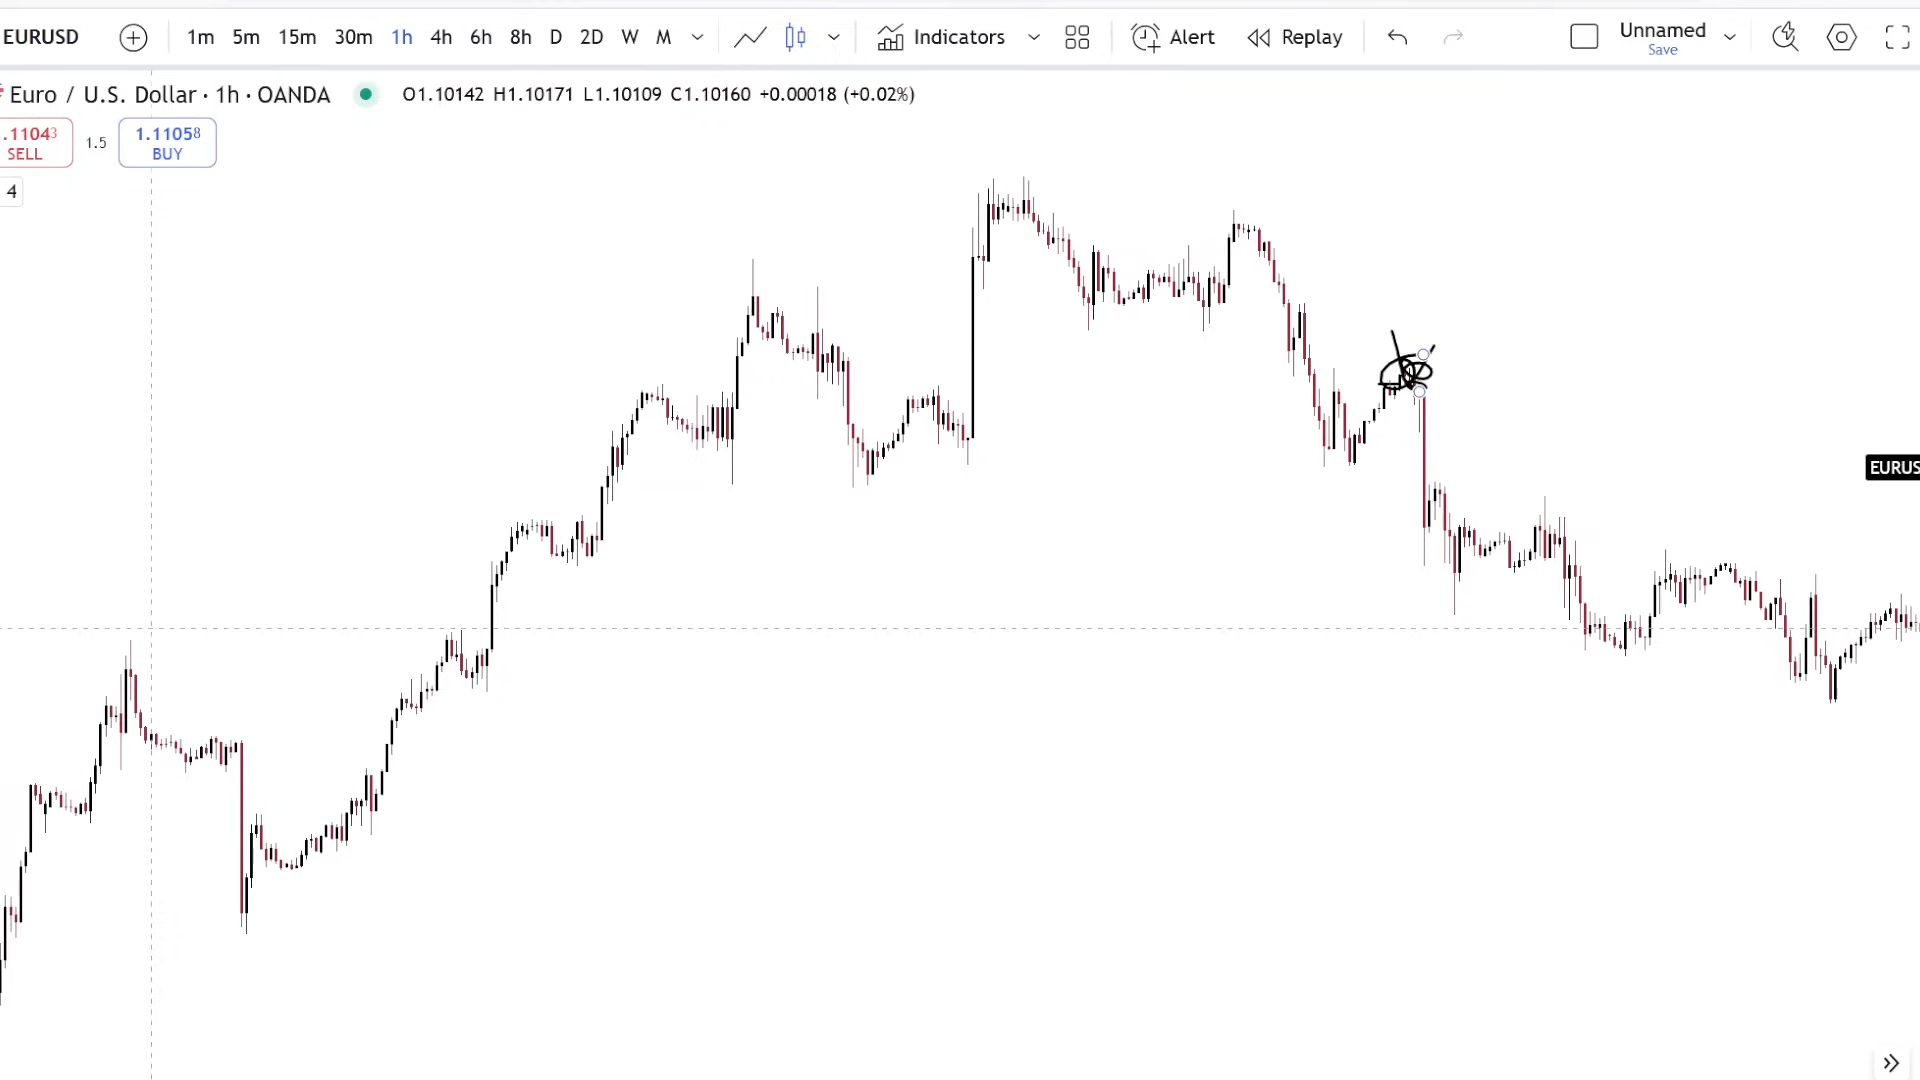 EURUSD 1m 5m 15m 30m 1h 4h 6h 8h D 2D W M Indicators Alert Replay Unnamed
Save
Euro / U.S. Dollar · 1h · OANDA O1.10142 H1.10171 L1.10109 C1.10160 +0.00018 (+0.02%)
.11043 1.5 1.11058
SELL BUY
4
EURUS